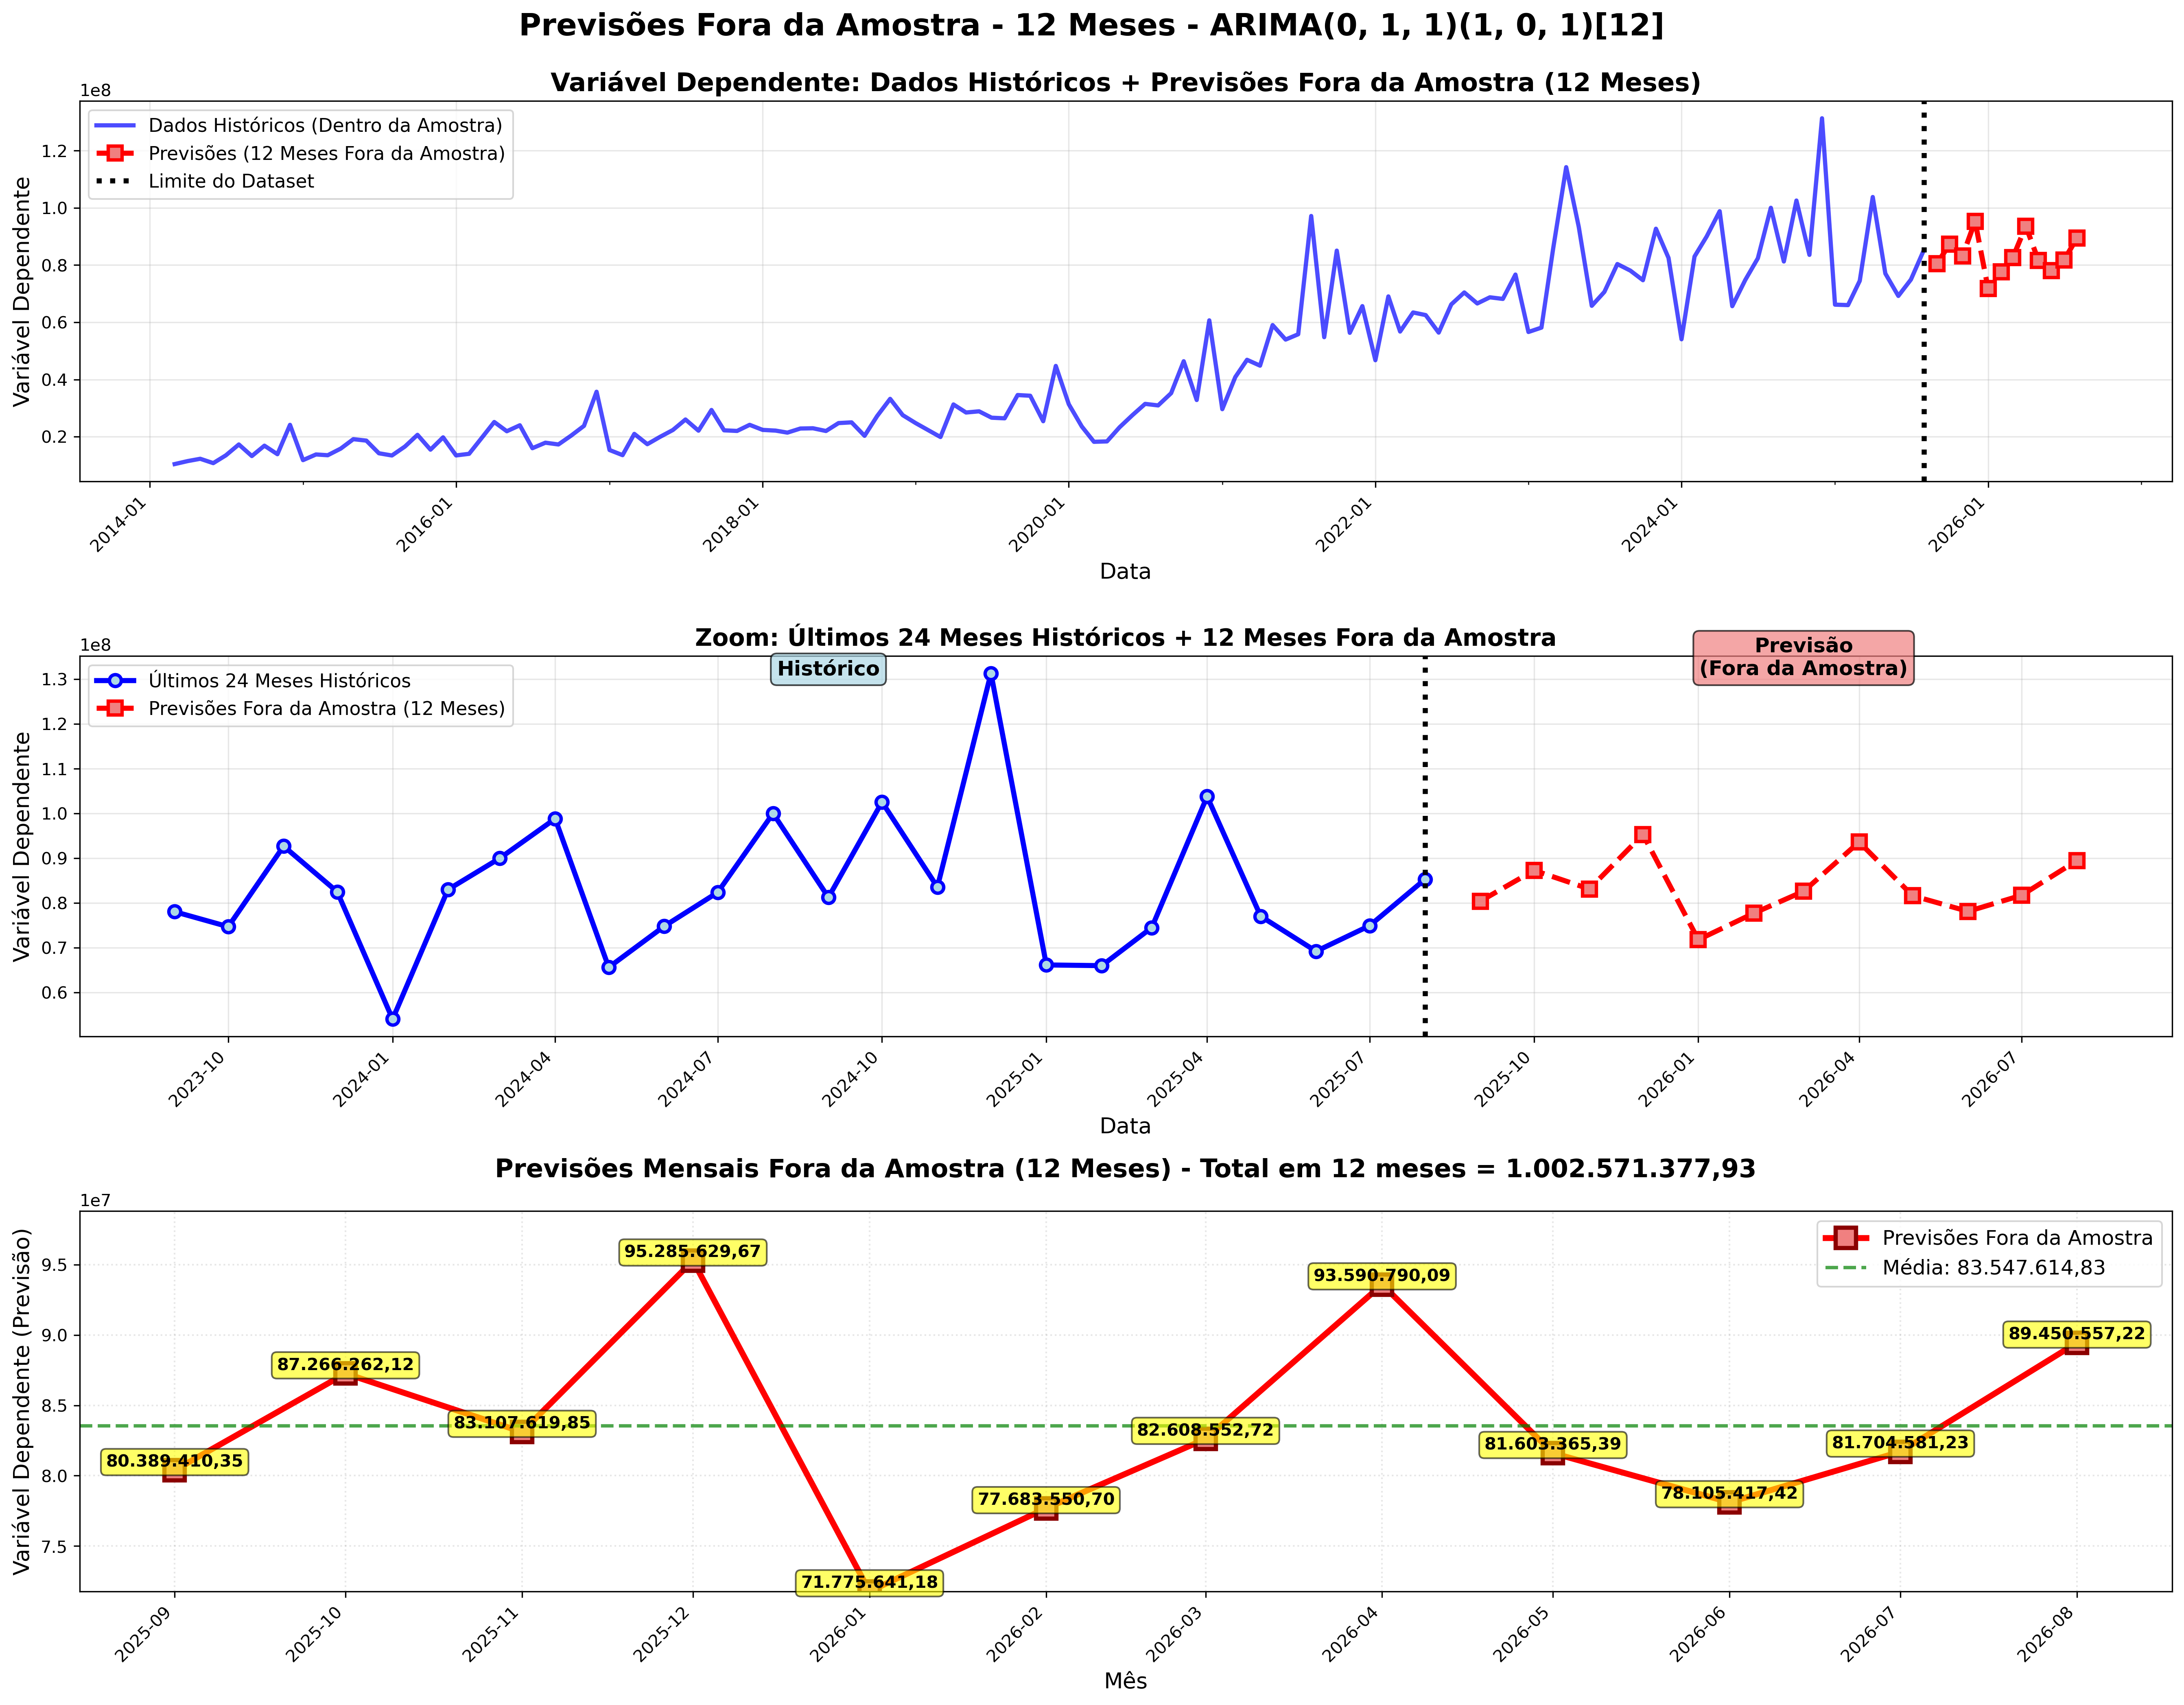 Previsões Fora da Amostra - 12 Meses - ARIMA(0, 1, 1)(1, 0, 1)[12]
Variável Dependente: Dados Históricos + Previsões Fora da Amostra (12 Meses)
1e8
Dados Históricos (Dentro da Amostra)
Previsões (12 Meses Fora da Amostra)
Limite do Dataset
Variável Dependente
1.2
1.0
0.8
0.6
0.4
0.2
2014-01
2016-01
2018-01
2020-01
2022-01
2024-01
2026-01
Data
Zoom: Últimos 24 Meses Históricos + 12 Meses Fora da Amostra
1e8
Últimos 24 Meses Históricos
Previsões Fora da Amostra (12 Meses)
Histórico
Previsão
(Fora da Amostra)
Variável Dependente
1.3
1.2
1.1
1.0
0.9
0.8
0.7
0.6
2023-10
2024-01
2024-04
2024-07
2024-10
2025-01
2025-04
2025-07
2025-10
2026-01
2026-04
2026-07
Data
Previsões Mensais Fora da Amostra (12 Meses) - Total em 12 meses = 1.002.571.377,93
1e7
Previsões Fora da Amostra
Média: 83.547.614,83
Variável Dependente (Previsão)
9.5
9.0
8.5
8.0
7.5
80.389.410,35
87.266.262,12
83.107.619,85
95.285.629,67
71.775.641,18
77.683.550,70
82.608.552,72
93.590.790,09
81.603.365,39
78.105.417,42
81.704.581,23
89.450.557,22
2025-09
2025-10
2025-11
2025-12
2026-01
2026-02
2026-03
2026-04
2026-05
2026-06
2026-07
2026-08
Mês